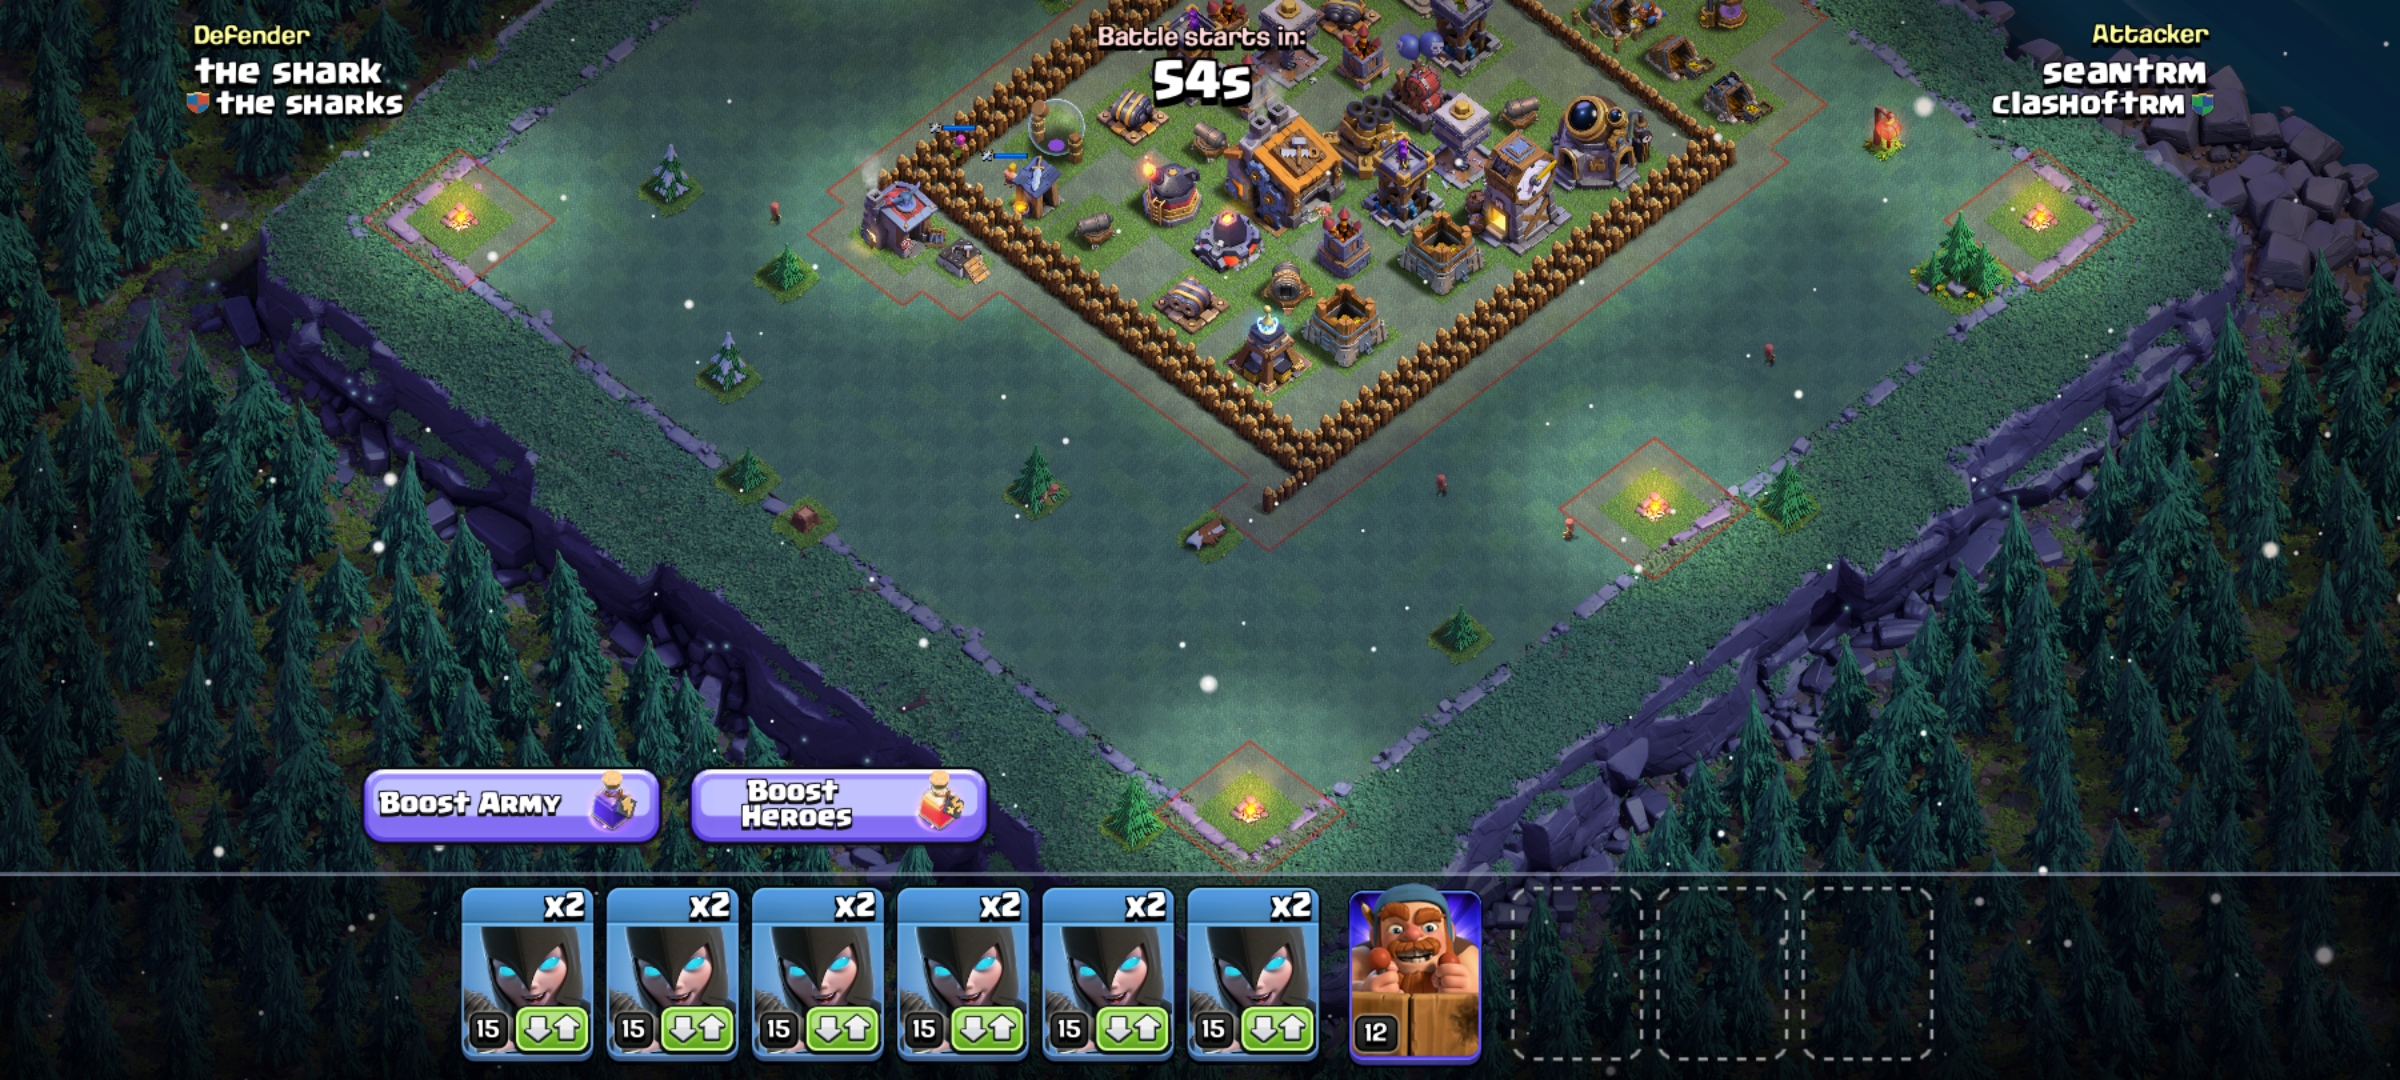 Defender
the shark
the sharks
Battle starts in:
54s
Attacker
seantRM
clashoftRM
Boost Army
Boost
Heroes
x2
x2
x2
x2
x2
x2
15
15
15
15
15
15
12